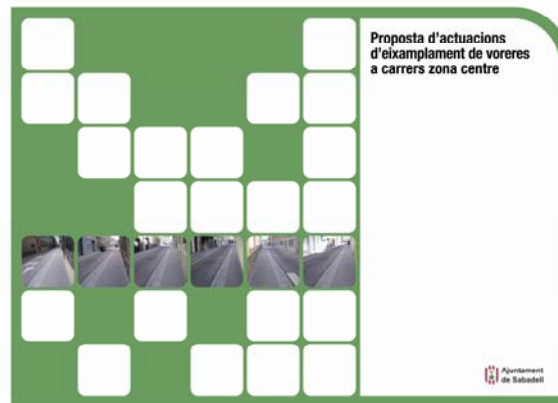 Proposta d'actuacions
d'eixamplament de voreres
a carrers zona centre
Ajuntament
de Sabadell